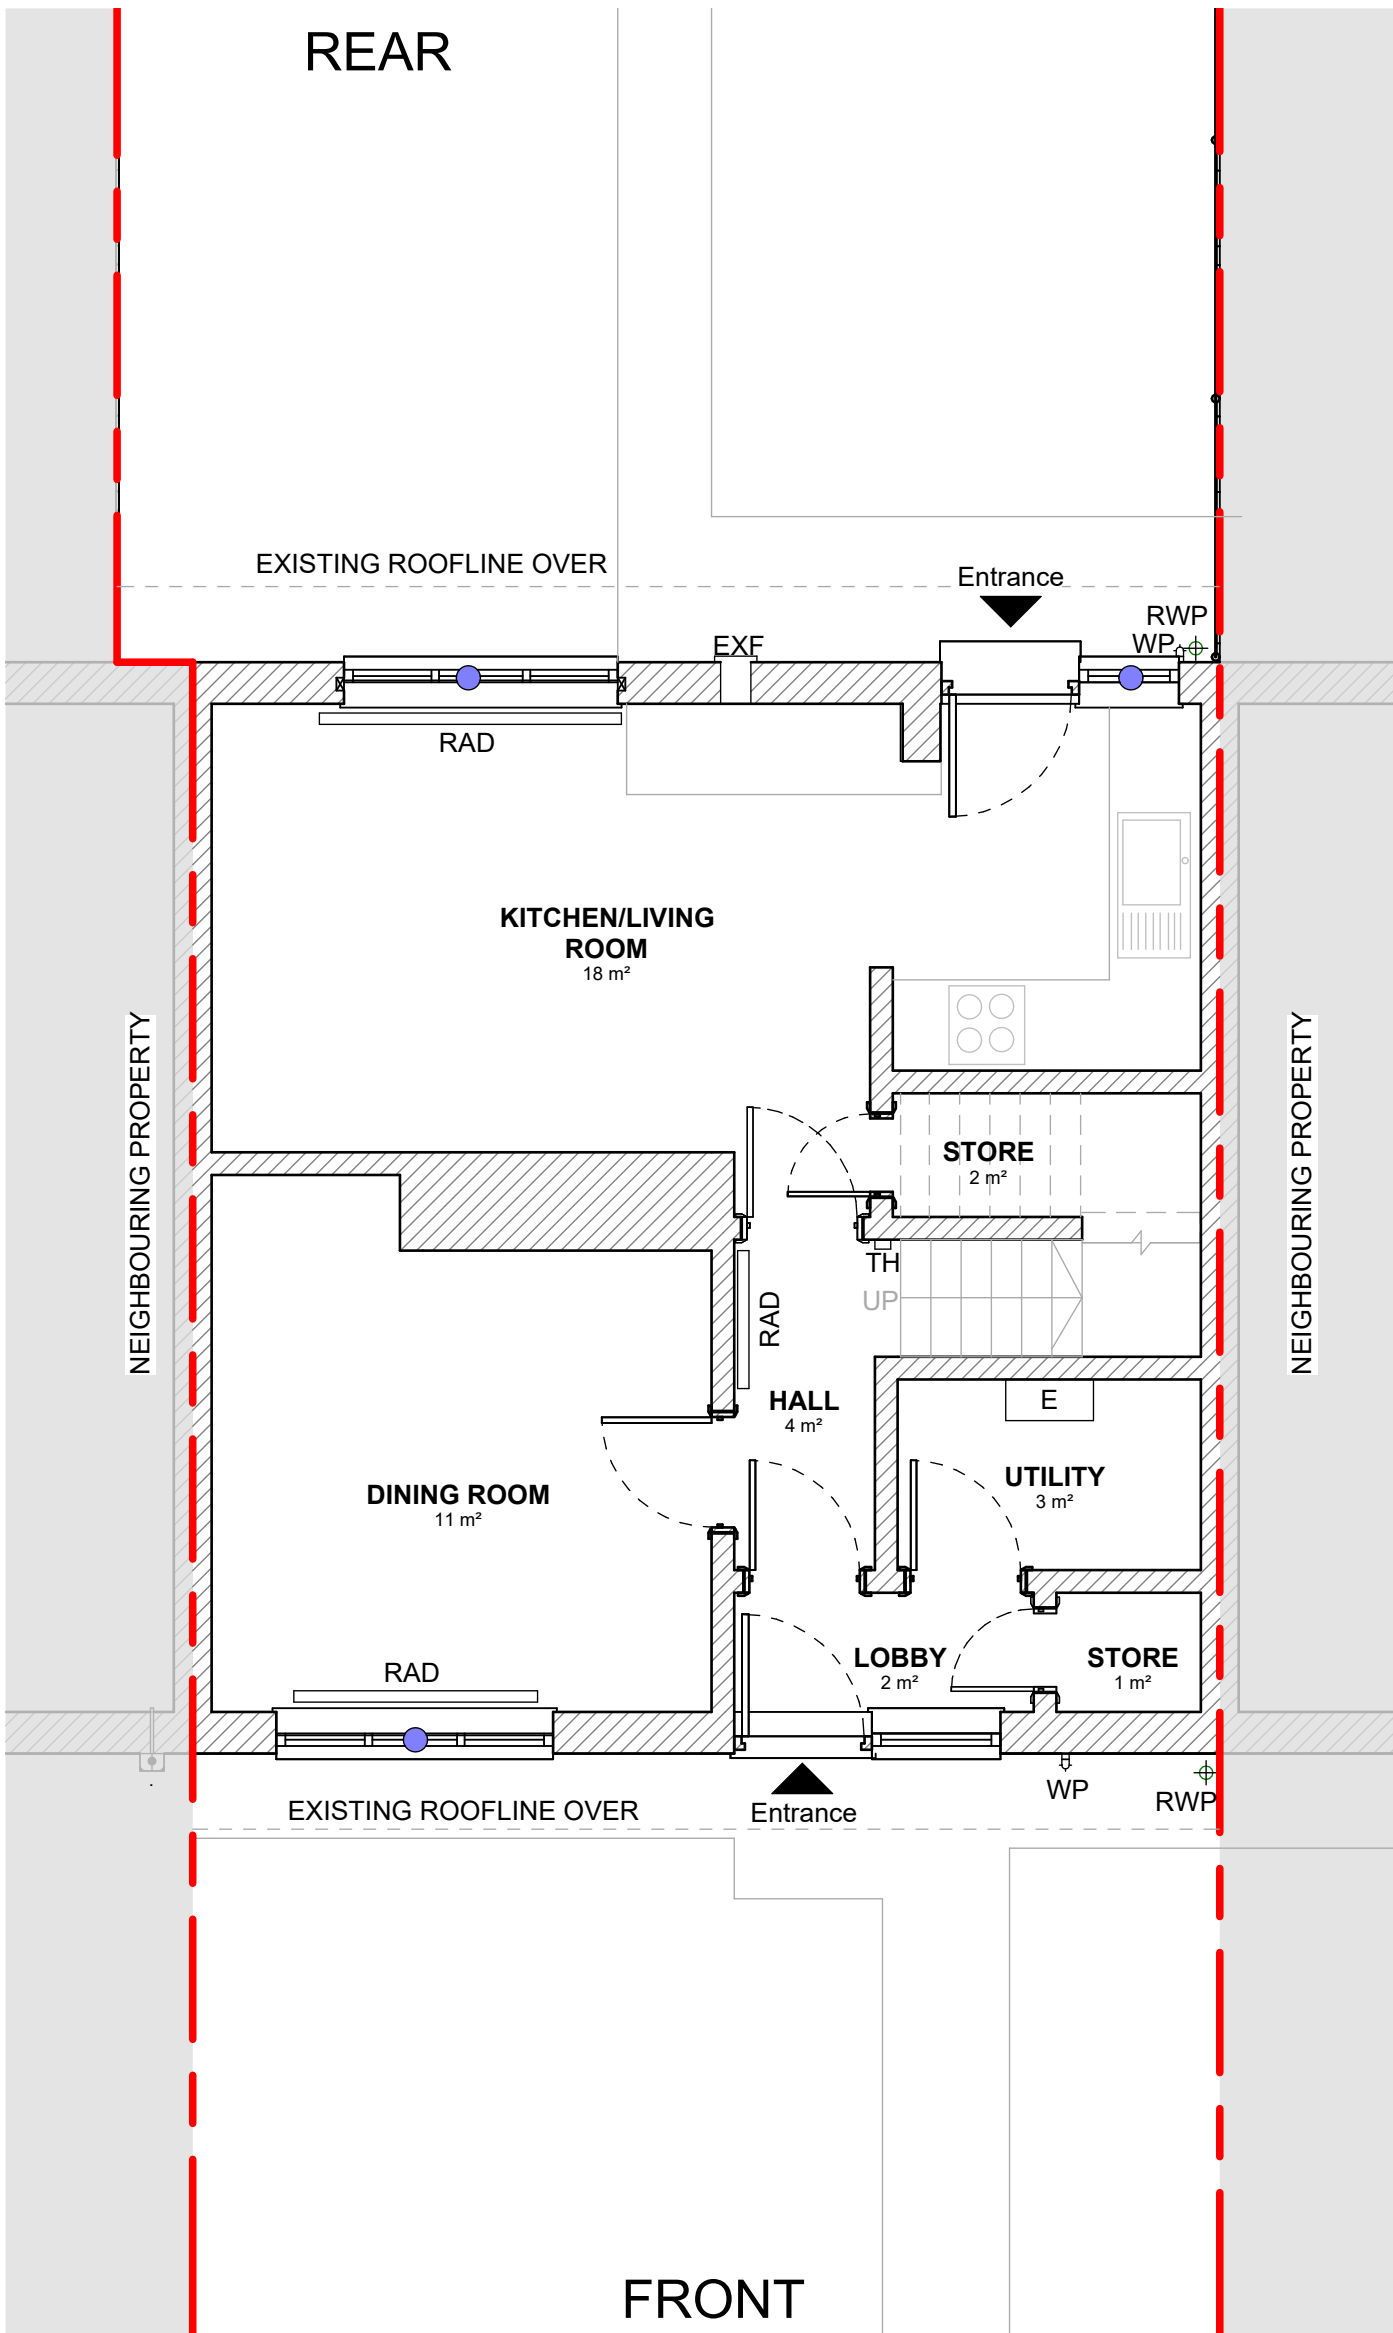 REAR
EXISTING ROOFLINE OVER
Entrance
RWP
WP
EXF
RAD
KITCHEN/LIVING
ROOM
18 m²
NEIGHBOURING PROPERTY
NEIGHBOURING PROPERTY
STORE
2 m²
TH
UP
RAD
HALL
4 m²
E
UTILITY
3 m²
DINING ROOM
11 m²
LOBBY
2 m²
STORE
1 m²
RAD
WP
RWP
EXISTING ROOFLINE OVER
Entrance
FRONT